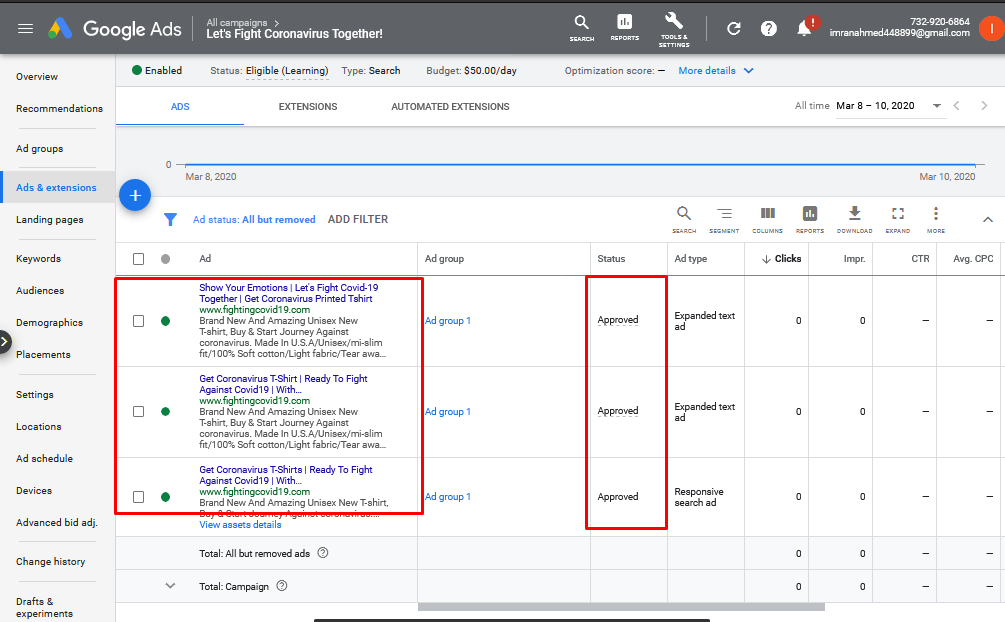 Google Ads
All campaigns >
Let's Fight Coronavirus Together!
SEARCH
REPORTS
TOOLS & SETTINGS
!
732-920-6864
imranahmed448899@gmail.com
I
Overview
Recommendations
Ad groups
Ads & extensions
Landing pages
Keywords
Audiences
Demographics
Placements
Settings
Locations
Ad schedule
Devices
Advanced bid adj.
Change history
Drafts &
experiments
Enabled Status: Eligible (Learning) Type: Search Budget: $50.00/day Optimization score: — More details
ADS EXTENSIONS AUTOMATED EXTENSIONS All time Mar 8 – 10, 2020
0
Mar 8, 2020 Mar 10, 2020
Ad status: All but removed ADD FILTER
SEARCH SEGMENT COLUMNS REPORTS DOWNLOAD EXPAND MORE
Ad Ad group Status Ad type Clicks Impr. CTR Avg. CPC
Show Your Emotions | Let's Fight Covid-19
Together | Get Coronavirus Printed Tshirt
www.fightingcovid19.com
Brand New And Amazing Unisex New
T-shirt, Buy & Start Journey Against
coronavirus. Made In U.S.A/Unisex/mi-slim
fit/100% Soft cotton/Light fabric/Tear awa...
Ad group 1 Approved Expanded text
ad
0 0 — —
Get Coronavirus T-Shirt | Ready To Fight
Against Covid19 | With...
www.fightingcovid19.com
Brand New And Amazing Unisex New
T-shirt, Buy & Start Journey Against
coronavirus. Made In U.S.A/Unisex/mi-slim
fit/100% Soft cotton/Light fabric/Tear awa...
Ad group 1 Approved Expanded text
ad
0 0 — —
Get Coronavirus T-Shirts | Ready To Fight
Against Covid19 | With...
www.fightingcovid19.com
Brand New And Amazing Unisex New T-shirt,
Buy & Start Journey Against coronavirus....
View assets details
Ad group 1 Approved Responsive
search ad
0 0 — —
Total: All but removed ads ? 0 0 — —
Total: Campaign ? 0 0 — —